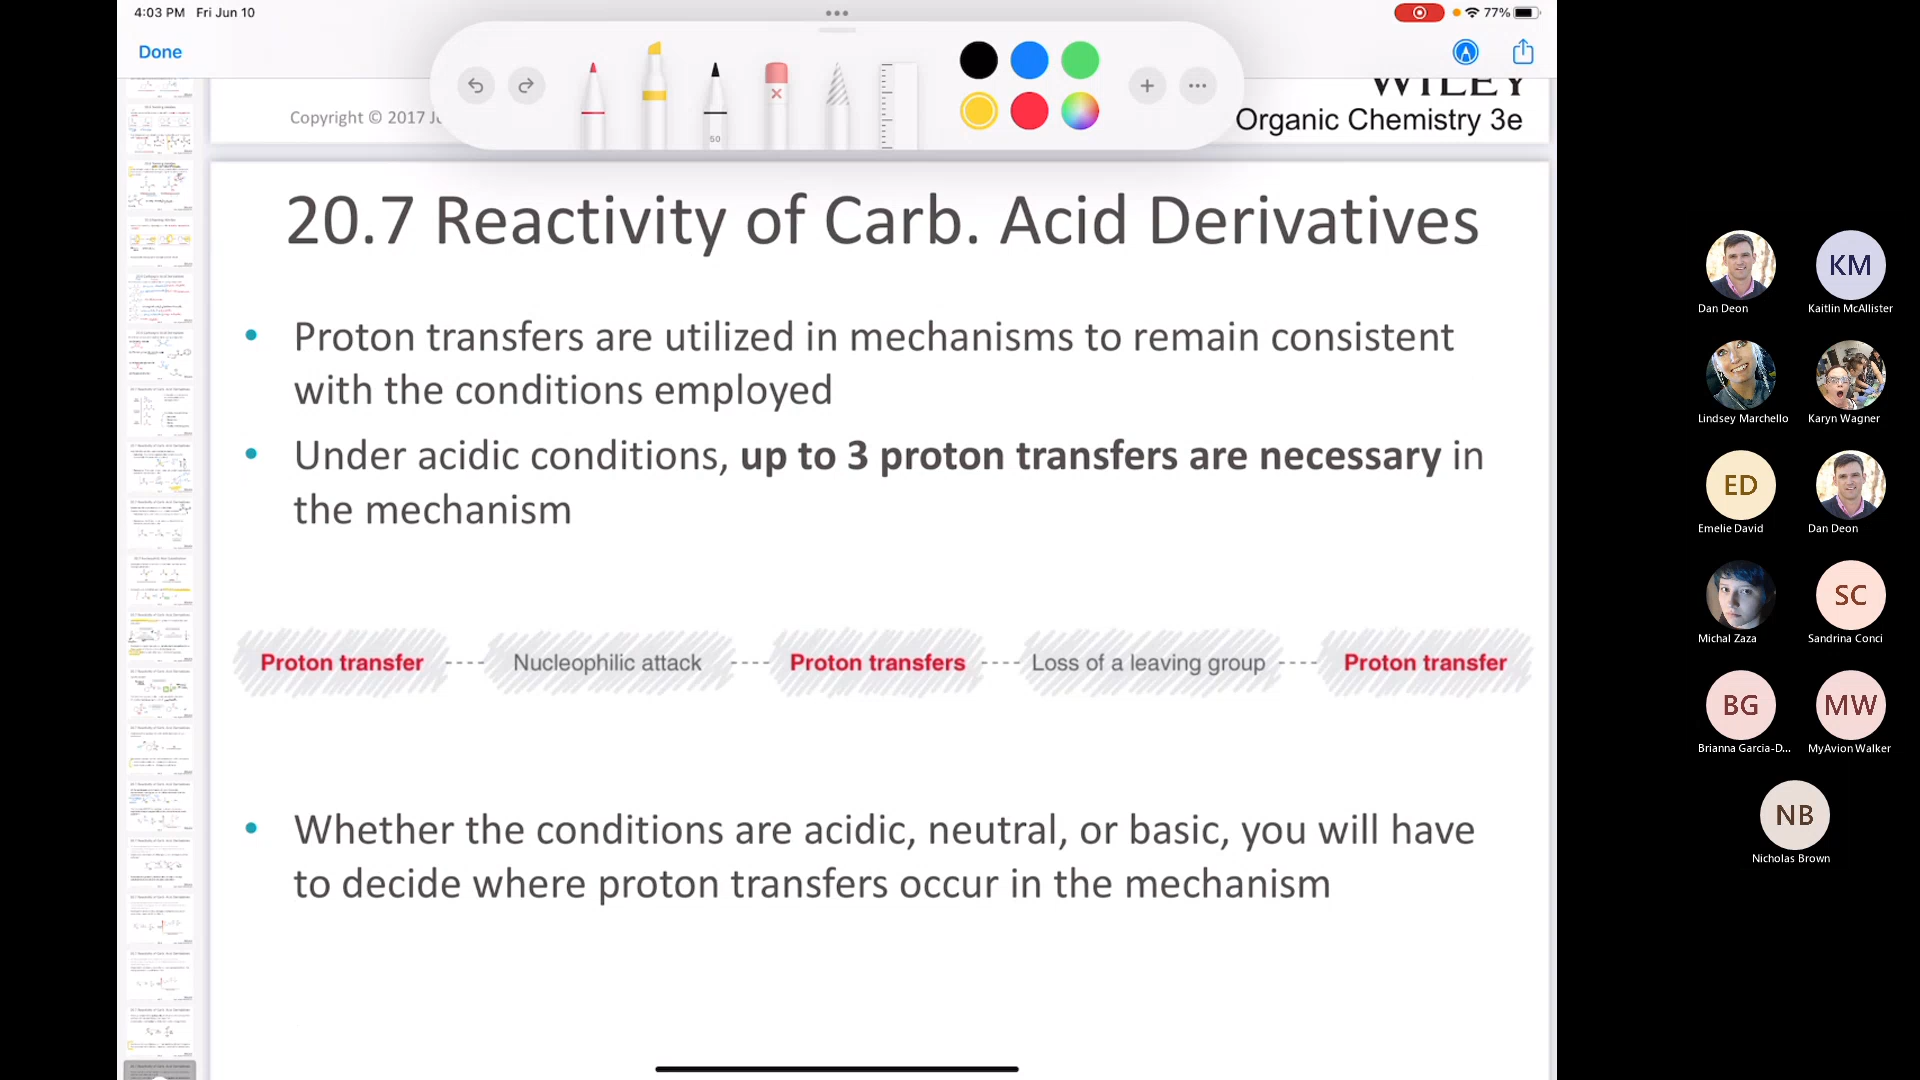 4:03 PM Fri Jun 10
77%
Done
50
WILEY
Copyright © 2017 Jo
Organic Chemistry 3e
20.7 Reactivity of Carb. Acid Derivatives
• Proton transfers are utilized in mechanisms to remain consistent
with the conditions employed
• Under acidic conditions, up to 3 proton transfers are necessary in
the mechanism
Proton transfer ---- Nucleophilic attack ---- Proton transfers ---- Loss of a leaving group ---- Proton transfer
• Whether the conditions are acidic, neutral, or basic, you will have
to decide where proton transfers occur in the mechanism
KM
Dan Deon
Kaitlin McAllister
Lindsey Marchello
Karyn Wagner
ED
Emelie David
Dan Deon
SC
Michal Zaza
Sandrina Conci
BG
MW
Brianna Garcia-D...
MyAvion Walker
NB
Nicholas Brown